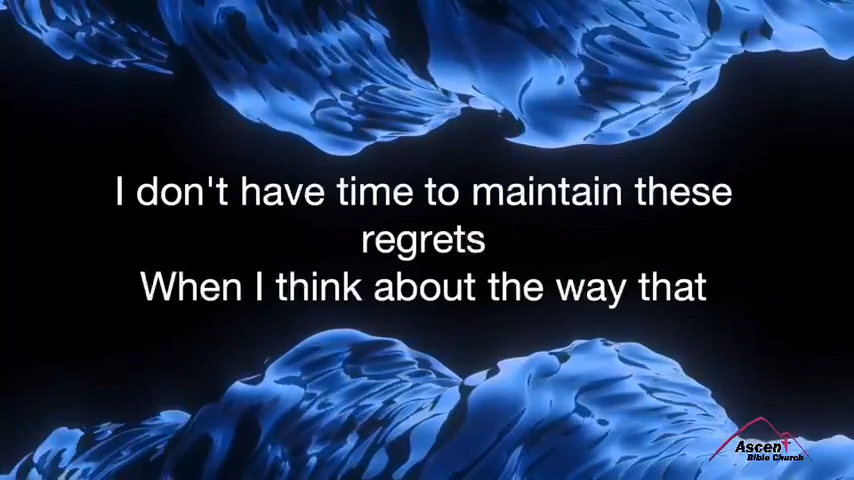 I don't have time to maintain these
regrets
When I think about the way that
Ascent
Bible Church